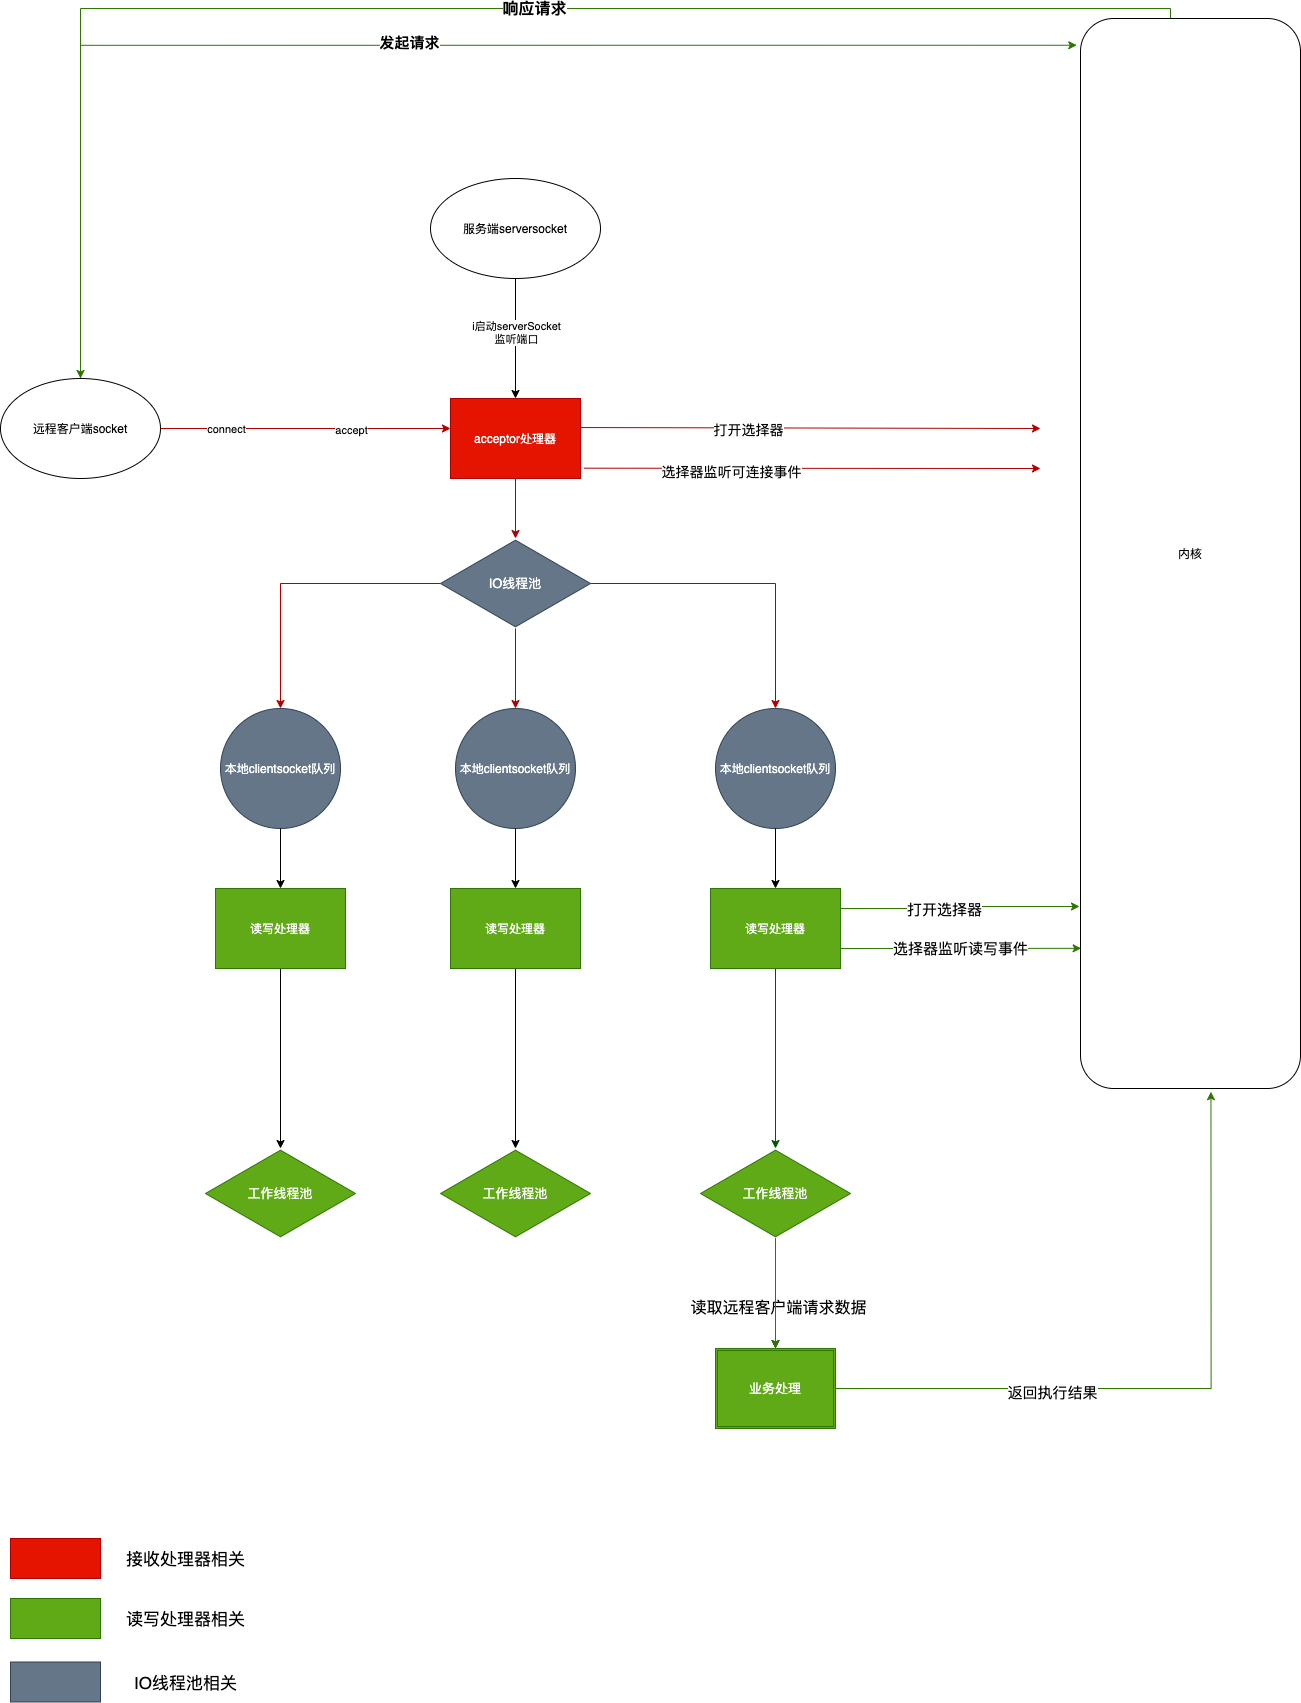 响应请求
发起请求
服务端serversocket
i启动serverSocket
监听端口
远程客户端socket
connect
accept
acceptor处理器
打开选择器
选择器监听可连接事件
内核
IO线程池
本地clientsocket队列
本地clientsocket队列
本地clientsocket队列
读写处理器
读写处理器
读写处理器
打开选择器
选择器监听读写事件
工作线程池
工作线程池
工作线程池
读取远程客户端请求数据
业务处理
返回执行结果
接收处理器相关
读写处理器相关
IO线程池相关